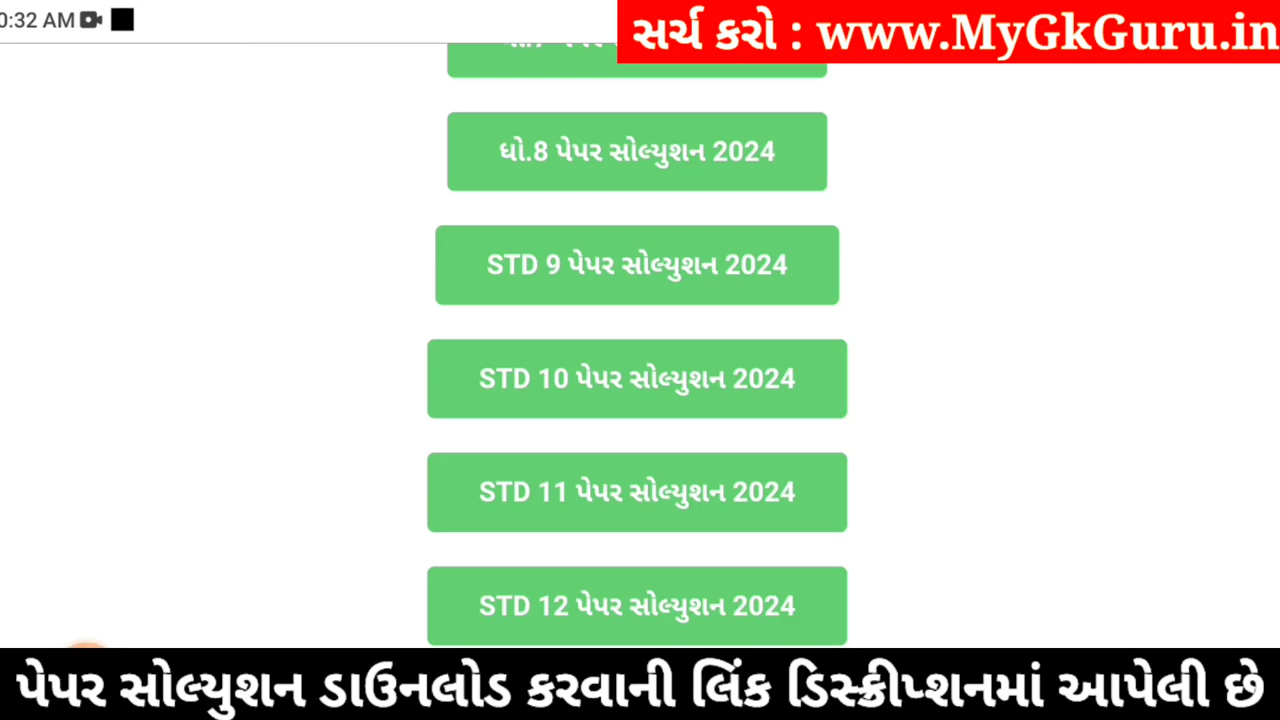 0:32 AM
સર્ચ કરો : www.MyGkGuru.in
ધો.8 પેપર સોલ્યુશન 2024
STD 9 પેપર સોલ્યુશન 2024
STD 10 પેપર સોલ્યુશન 2024
STD 11 પેપર સોલ્યુશન 2024
STD 12 પેપર સોલ્યુશન 2024
પેપર સોલ્યુશન ડાઉનલોડ કરવાની લિંક ડિસ્ક્રીપ્શનમાં આપેલી છે